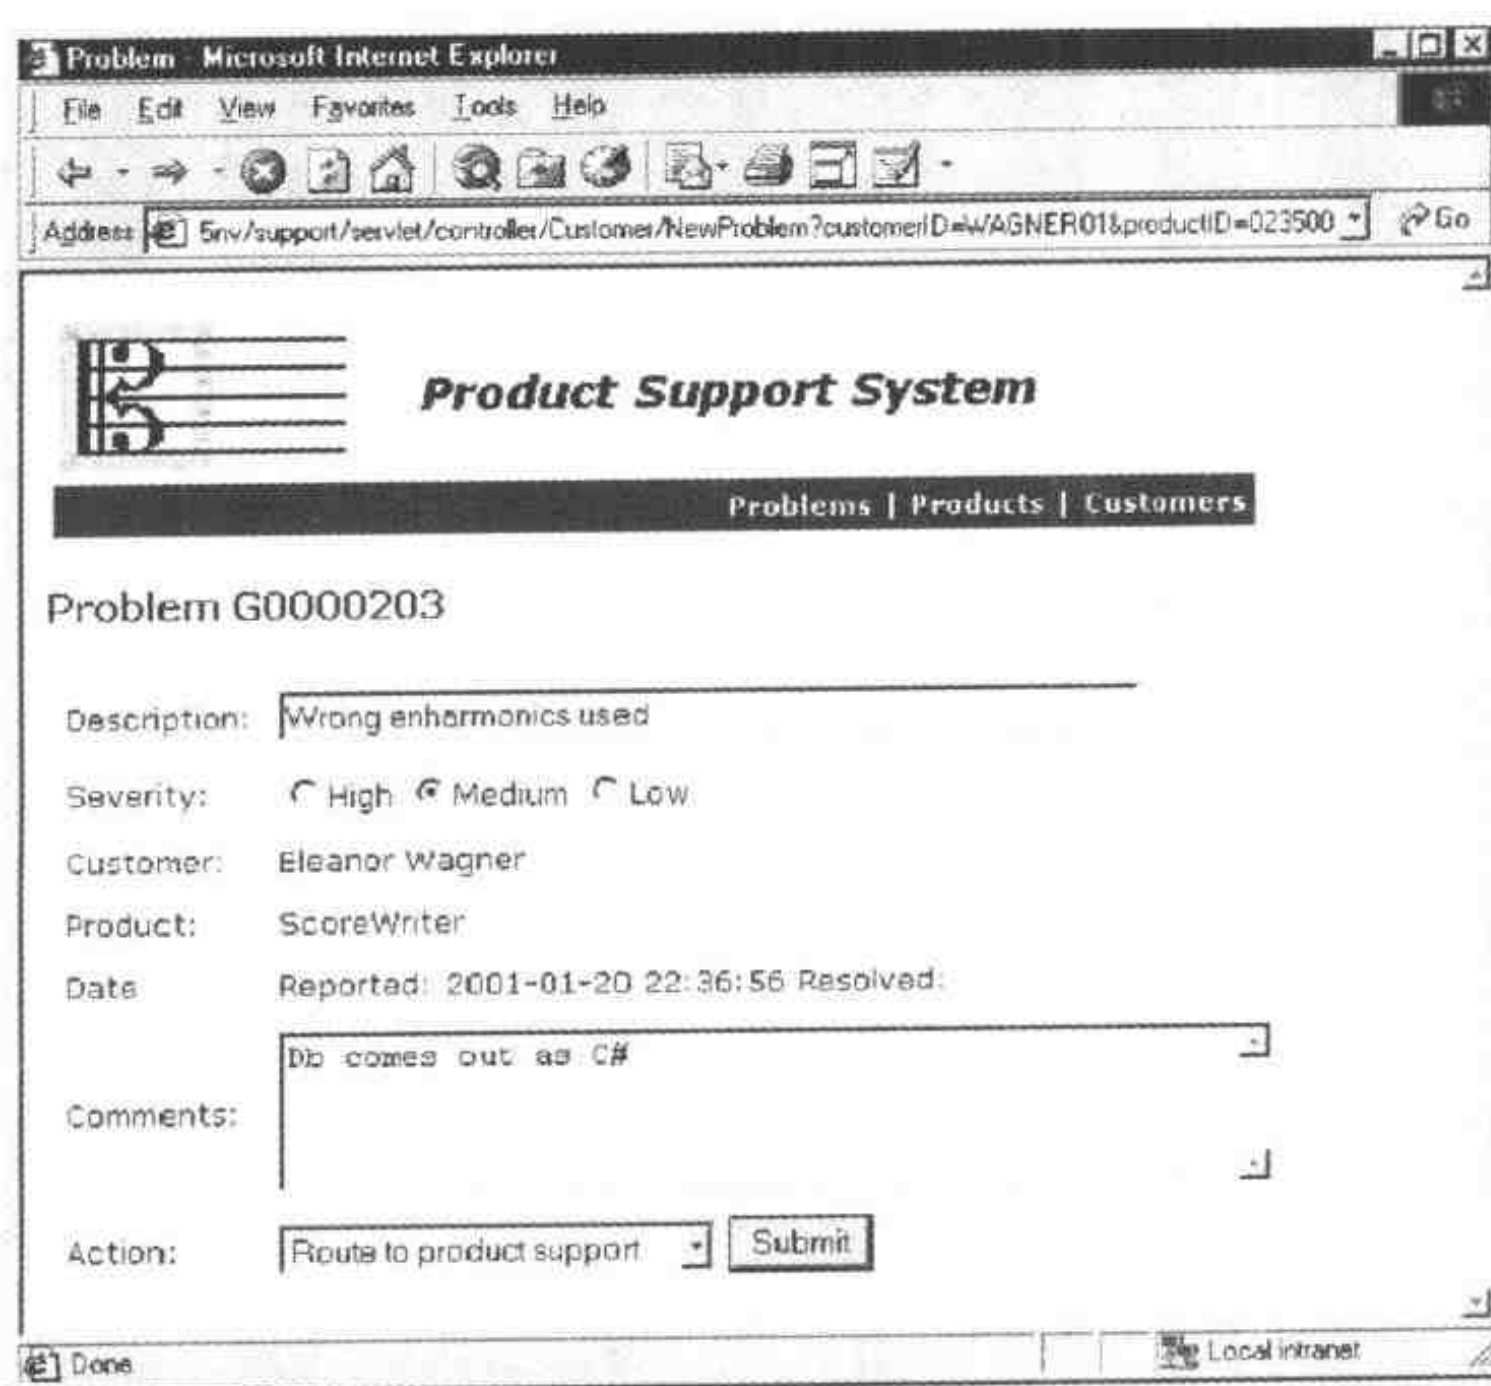 Problem - Microsoft Internet Explorer
File Edit View Favorites Tools Help
Address 5nv/support/servlet/controller/Customer/NewProblem?customerID=WAGNER01&productID=023500 Go
Product Support System
Problems | Products | Customers
Problem G0000203
Description: Wrong enharmonics used
Severity: High Medium Low
Customer: Eleanor Wagner
Product: ScoreWriter
Date Reported: 2001-01-20 22:36:56 Resolved:
Comments: Db comes out as C#
Action: Route to product support Submit
Done Local intranet